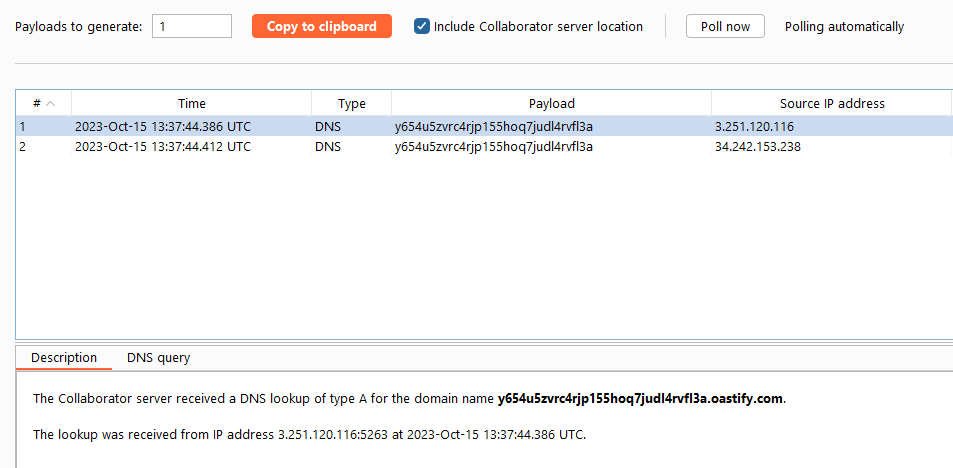 Payloads to generate: 1 Copy to clipboard Include Collaborator server location Poll now Polling automatically
# Time Type Payload Source IP address
1 2023-Oct-15 13:37:44.386 UTC DNS y654u5zvrc4rjp155hoq7judl4rvfl3a 3.251.120.116
2 2023-Oct-15 13:37:44.412 UTC DNS y654u5zvrc4rjp155hoq7judl4rvfl3a 34.242.153.238
Description DNS query
The Collaborator server received a DNS lookup of type A for the domain name y654u5zvrc4rjp155hoq7judl4rvfl3a.oastify.com.
The lookup was received from IP address 3.251.120.116:5263 at 2023-Oct-15 13:37:44.386 UTC.